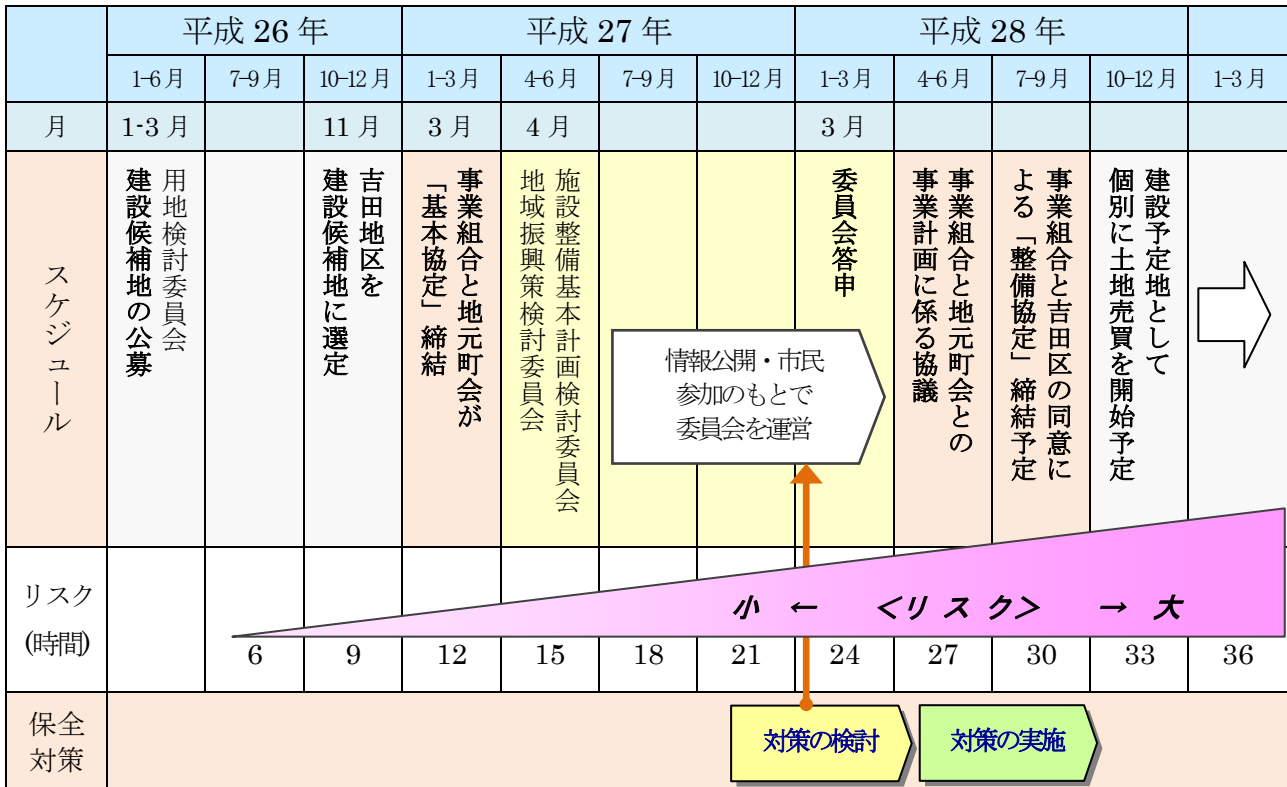 平成 26 年
平成 27 年
平成 28 年
1-6月
7-9月
10-12月
1-3月
4-6月
7-9月
10-12月
1-3月
4-6月
7-9月
10-12月
1-3月
月
1-3 月
11 月
3 月
4 月
3 月
スケジュール
用地検討委員会
建設候補地の公募
吉田地区を
建設候補地に選定
事業組合と地元町会が
「基本協定」締結
施設整備基本計画検討委員会
地域振興策検討委員会
情報公開・市民
参加のもとで
委員会を運営
委員会答申
事業組合と地元町会との
事業計画に係る協議
事業組合と吉田区の同意に
よる「整備協定」締結予定
建設予定地として
個別に土地売買を開始予定
リスク
(時間)
小 ← <リスク> → 大
6
9
12
15
18
21
24
27
30
33
36
保全
対策
対策の検討
対策の実施